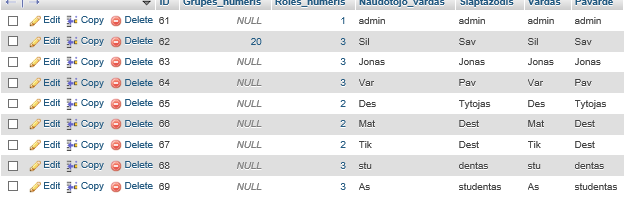 ID Grupes_numeris Roles_numeris Naudotojo_vardas Slaptazodis Vardas Pavarde
Edit Copy Delete 61 NULL 1 admin admin admin admin
Edit Copy Delete 62 20 3 Sil Sav Sil Sav
Edit Copy Delete 63 NULL 3 Jonas Jonas Jonas Jonas
Edit Copy Delete 64 NULL 3 Var Pav Var Pav
Edit Copy Delete 65 NULL 2 Des Tytojas Des Tytojas
Edit Copy Delete 66 NULL 2 Mat Dest Mat Dest
Edit Copy Delete 67 NULL 2 Tik Dest Tik Dest
Edit Copy Delete 68 NULL 3 stu dentas stu dentas
Edit Copy Delete 69 NULL 3 As studentas As studentas